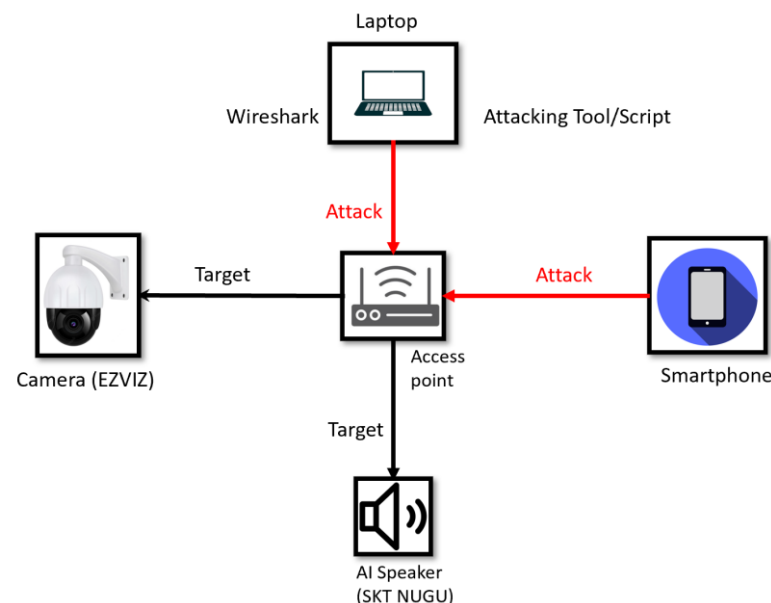 Laptop
Wireshark
Attacking Tool/Script
Attack
Target
Attack
Camera (EZVIZ)
Access
point
Smartphone
Target
AI Speaker
(SKT NUGU)